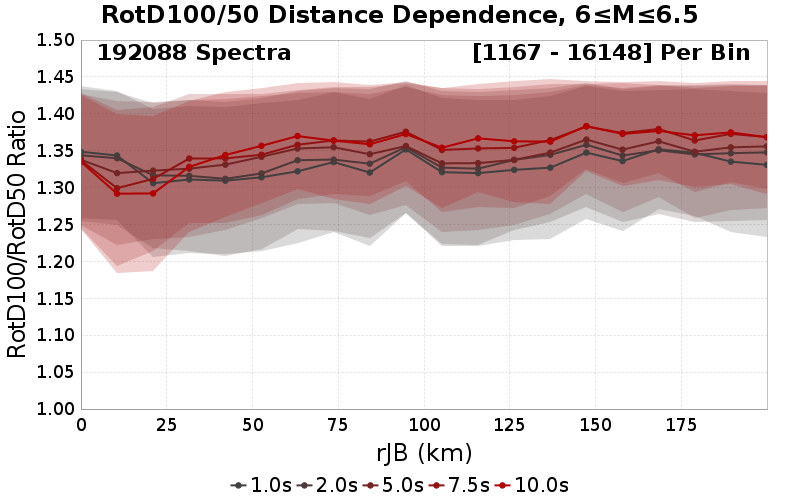 RotD100/50 Distance Dependence, 6≤M≤6.5
192088 Spectra
[1167 - 16148] Per Bin
RotD100/RotD50 Ratio
1.50
1.45
1.40
1.35
1.30
1.25
1.20
1.15
1.10
1.05
1.00
0 25 50 75 100 125 150 175
rJB (km)
1.0s 2.0s 5.0s 7.5s 10.0s